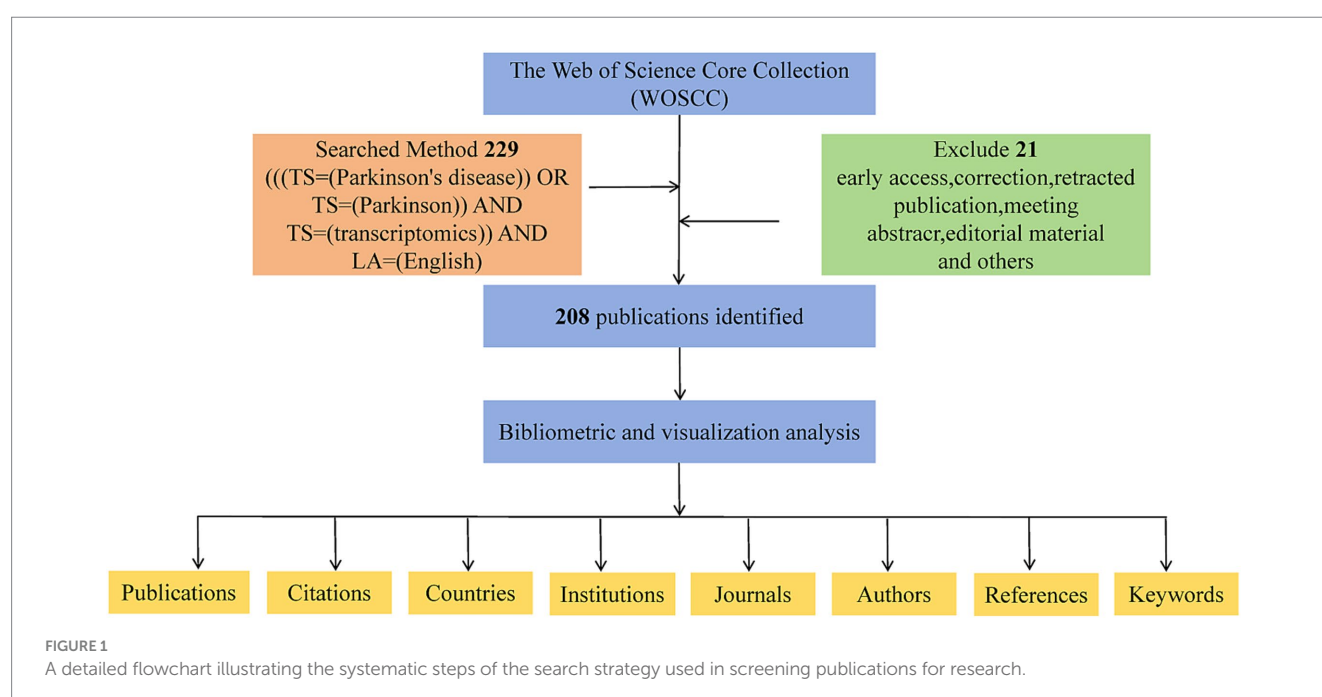 The Web of Science Core Collection
(WOSCC)
Searched Method 229
(((TS=(Parkinson's disease)) OR
TS=(Parkinson)) AND
TS=(transcriptomics)) AND
LA=(English)
Exclude 21
early access,correction,retracted
publication,meeting
abstracr,editorial material
and others
208 publications identified
Bibliometric and visualization analysis
Publications
Citations
Countries
Institutions
Journals
Authors
References
Keywords
FIGURE 1
A detailed flowchart illustrating the systematic steps of the search strategy used in screening publications for research.